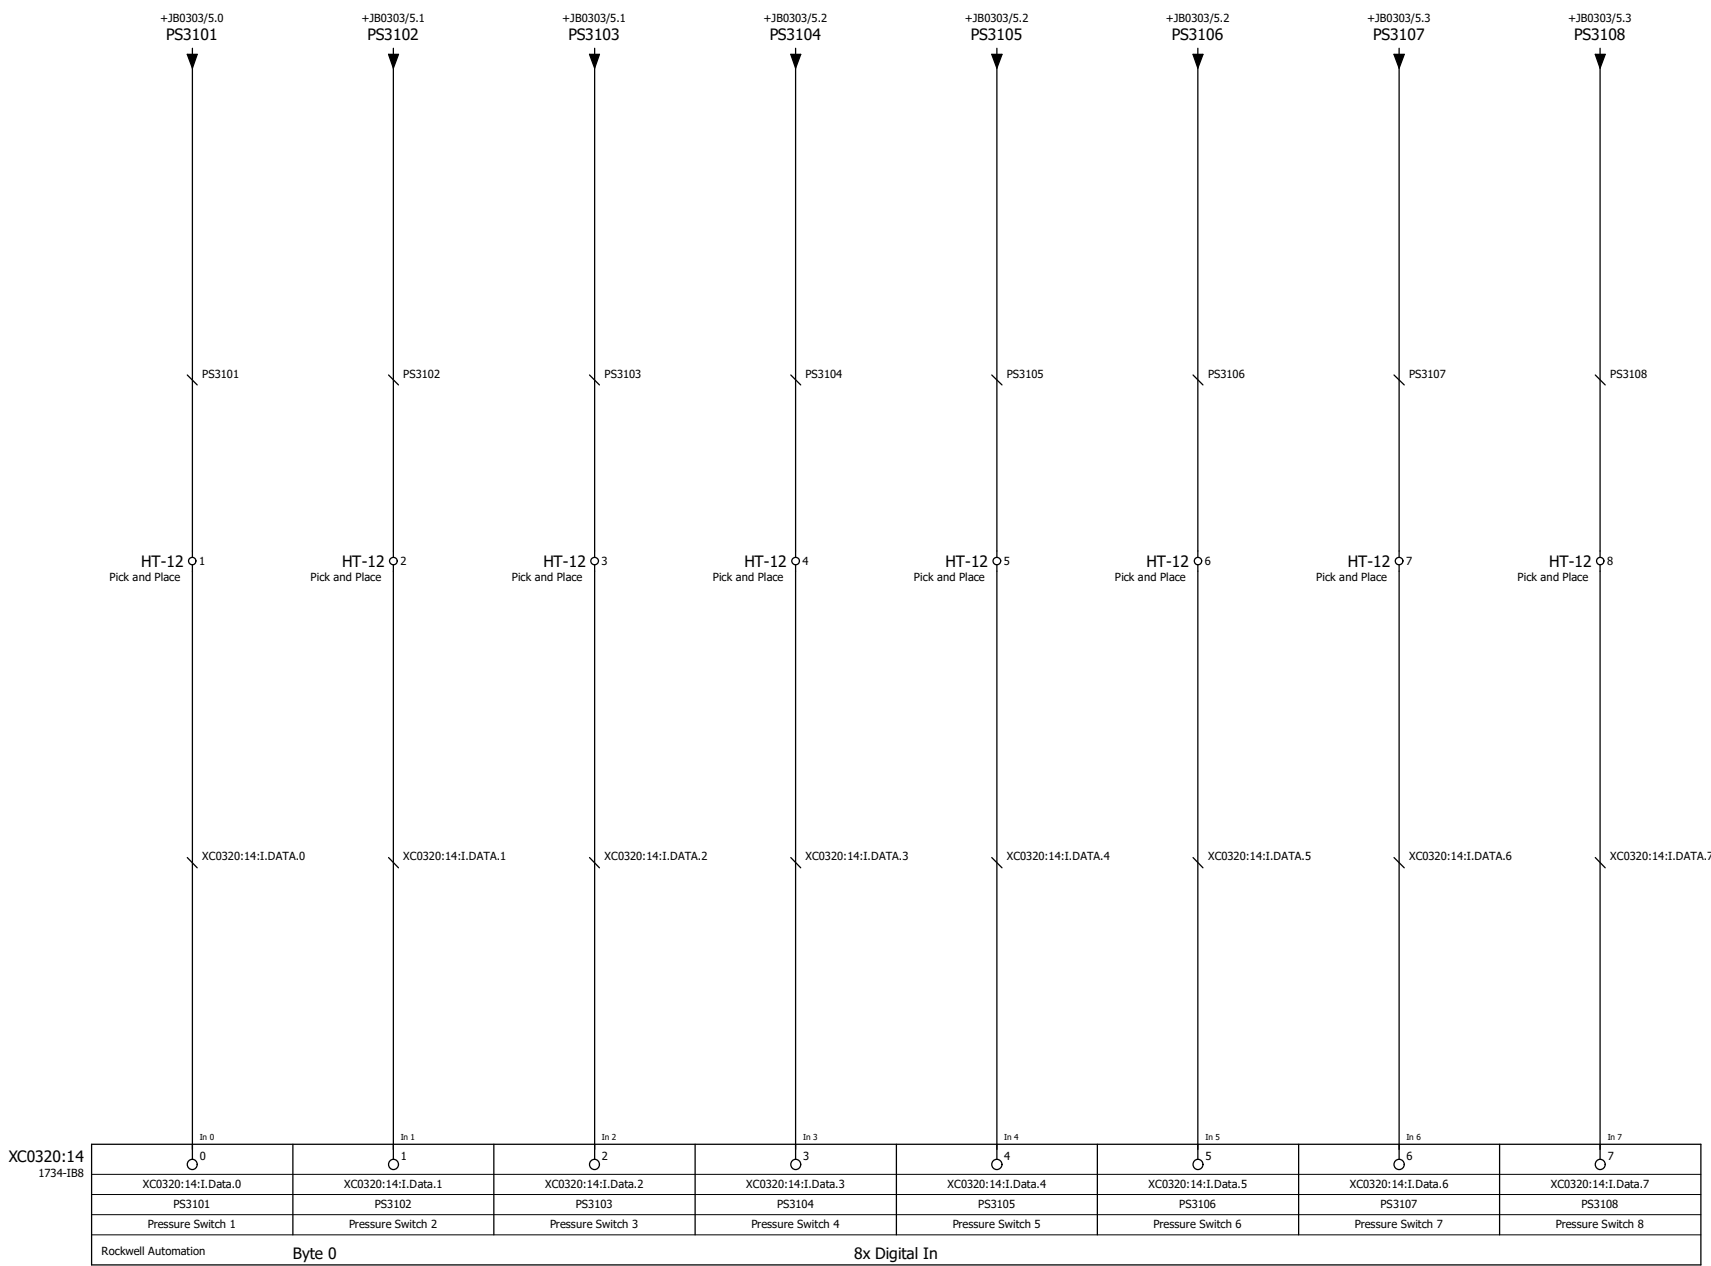 +JB0303/5.0 +JB0303/5.1 +JB0303/5.1 +JB0303/5.2 +JB0303/5.2 +JB0303/5.2 +JB0303/5.3 +JB0303/5.3
PS3101 PS3102 PS3103 PS3104 PS3105 PS3106 PS3107 PS3108
PS3101 PS3102 PS3103 PS3104 PS3105 PS3106 PS3107 PS3108
HT-12 1 HT-12 2 HT-12 3 HT-12 4 HT-12 5 HT-12 6 HT-12 7 HT-12 8
Pick and Place Pick and Place Pick and Place Pick and Place Pick and Place Pick and Place Pick and Place Pick and Place
XC0320:14:I.DATA.0 XC0320:14:I.DATA.1 XC0320:14:I.DATA.2 XC0320:14:I.DATA.3 XC0320:14:I.DATA.4 XC0320:14:I.DATA.5 XC0320:14:I.DATA.6 XC0320:14:I.DATA.7
In 0 In 1 In 2 In 3 In 4 In 5 In 6 In 7
XC0320:14 0 1 2 3 4 5 6 7
1734-IB8
XC0320:14:I.Data.0 XC0320:14:I.Data.1 XC0320:14:I.Data.2 XC0320:14:I.Data.3 XC0320:14:I.Data.4 XC0320:14:I.Data.5 XC0320:14:I.Data.6 XC0320:14:I.Data.7
PS3101 PS3102 PS3103 PS3104 PS3105 PS3106 PS3107 PS3108
Pressure Switch 1 Pressure Switch 2 Pressure Switch 3 Pressure Switch 4 Pressure Switch 5 Pressure Switch 6 Pressure Switch 7 Pressure Switch 8
Rockwell Automation Byte 0 8x Digital In